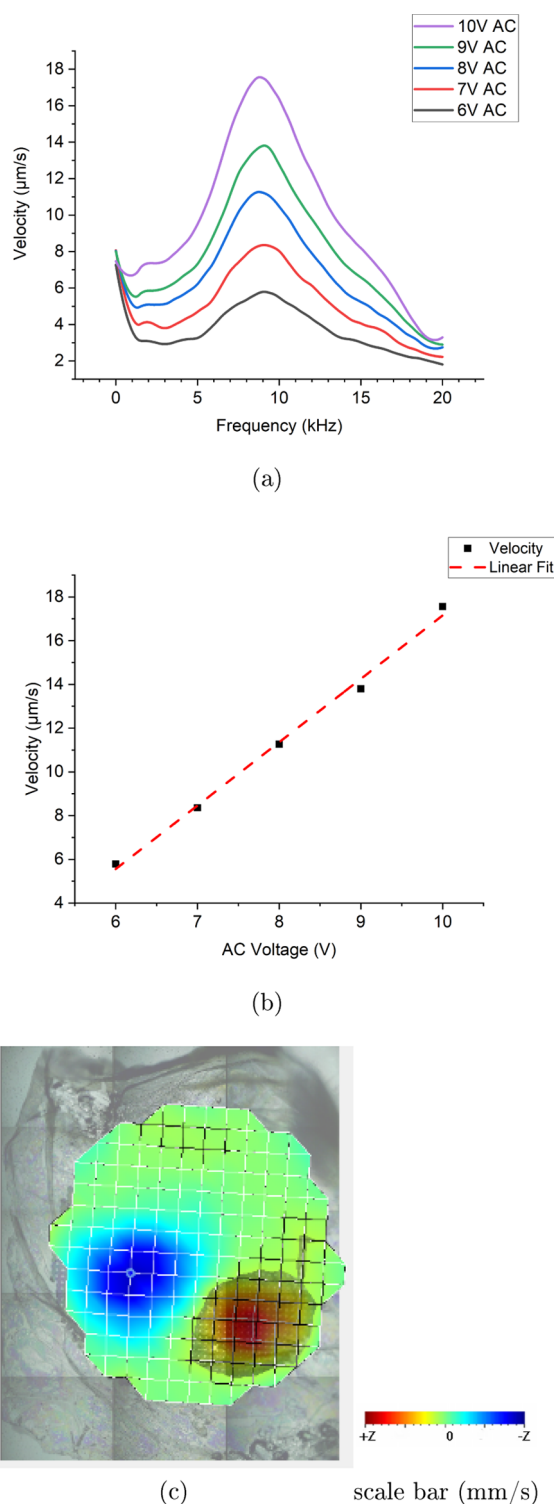 10V AC
9V AC
8V AC
7V AC
6V AC
18
16
14
12
10
8
6
4
2
Velocity (µm/s)
0 5 10 15 20
Frequency (kHz)
(a)
Velocity
Linear Fit
18
16
14
12
10
8
6
4
Velocity (µm/s)
6 7 8 9 10
AC Voltage (V)
(b)
+Z 0 -Z
(c) scale bar (mm/s)